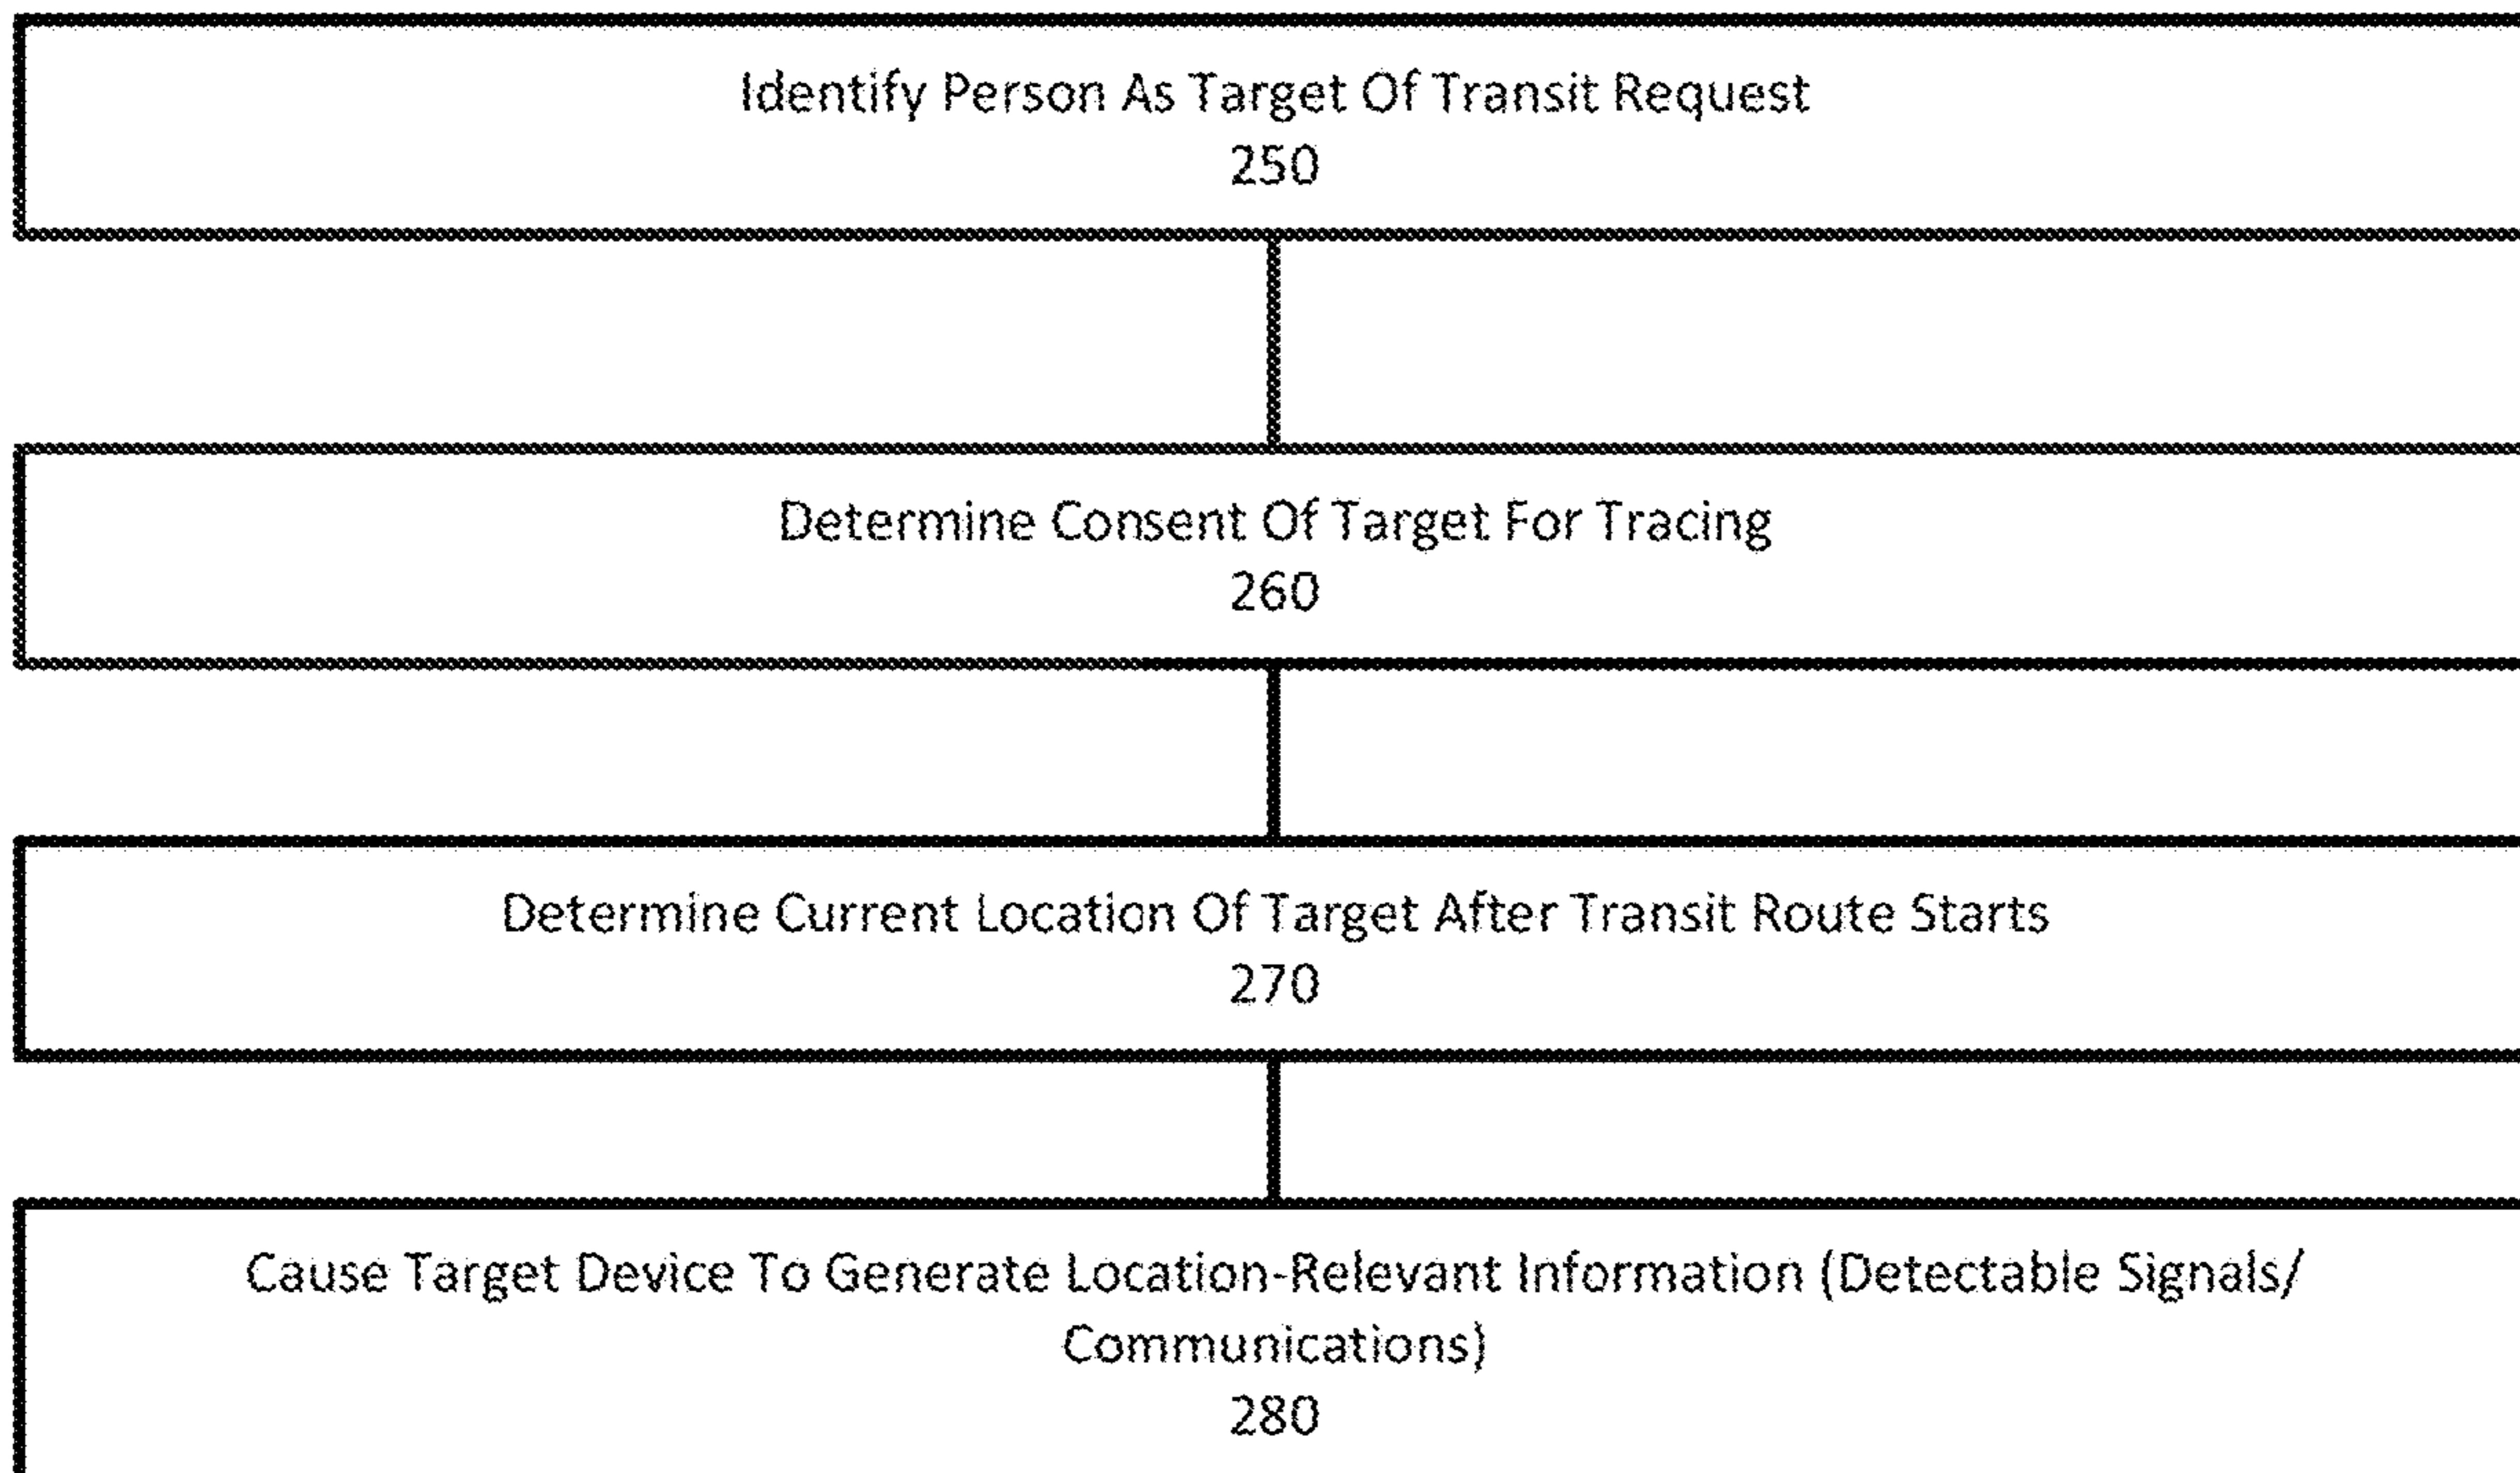 Identify Person As Target Of Transit Request
250
Determine Consent Of Target For Tracing
260
Determine Current Location Of Target After Transit Route Starts
270
Cause Target Device To Generate Location-Relevant Information (Detectable Signals/
Communications)
280